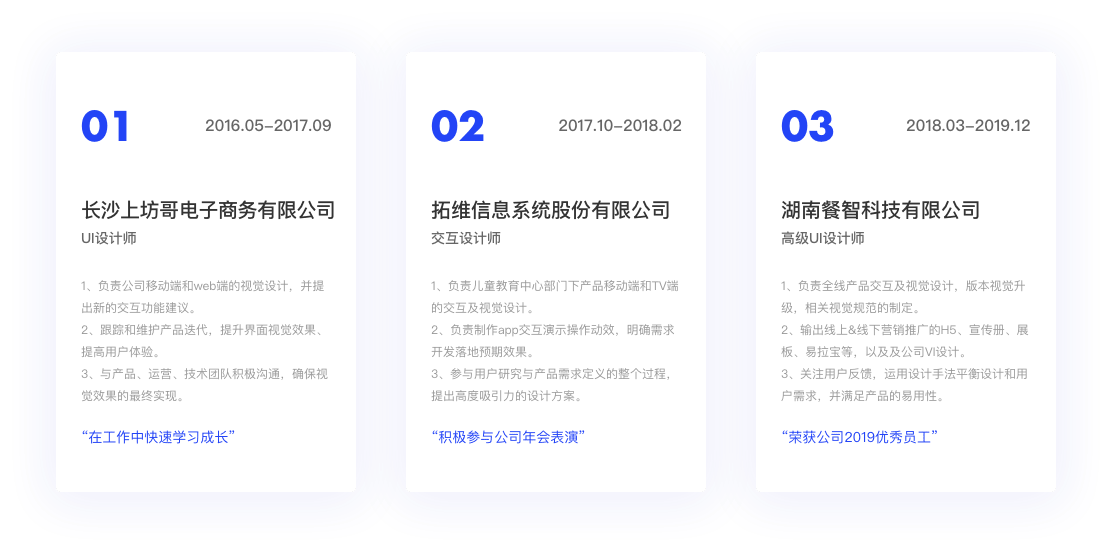 01
2016.05-2017.09
长沙上坊哥电子商务有限公司
UI设计师
1、负责公司移动端和web端的视觉设计，并提
出新的交互功能建议。
2、跟踪和维护产品迭代，提升界面视觉效果、
提高用户体验。
3、与产品、运营、技术团队积极沟通，确保视
觉效果的最终实现。
“在工作中快速学习成长”
02
2017.10-2018.02
拓维信息系统股份有限公司
交互设计师
1、负责儿童教育中心部门下产品移动端和TV端
的交互及视觉设计。
2、负责制作app交互演示操作动效，明确需求
开发落地预期效果。
3、参与用户研究与产品需求定义的整个过程，
提出高度吸引力的设计方案。
“积极参与公司年会表演”
03
2018.03-2019.12
湖南餐智科技有限公司
高级UI设计师
1、负责全线产品交互及视觉设计，版本视觉升
级，相关视觉规范的制定。
2、输出线上&线下营销推广的H5、宣传册、展
板、易拉宝等，以及及公司VI设计。
3、关注用户反馈，运用设计手法平衡设计和用
户需求，并满足产品的易用性。
“荣获公司2019优秀员工”